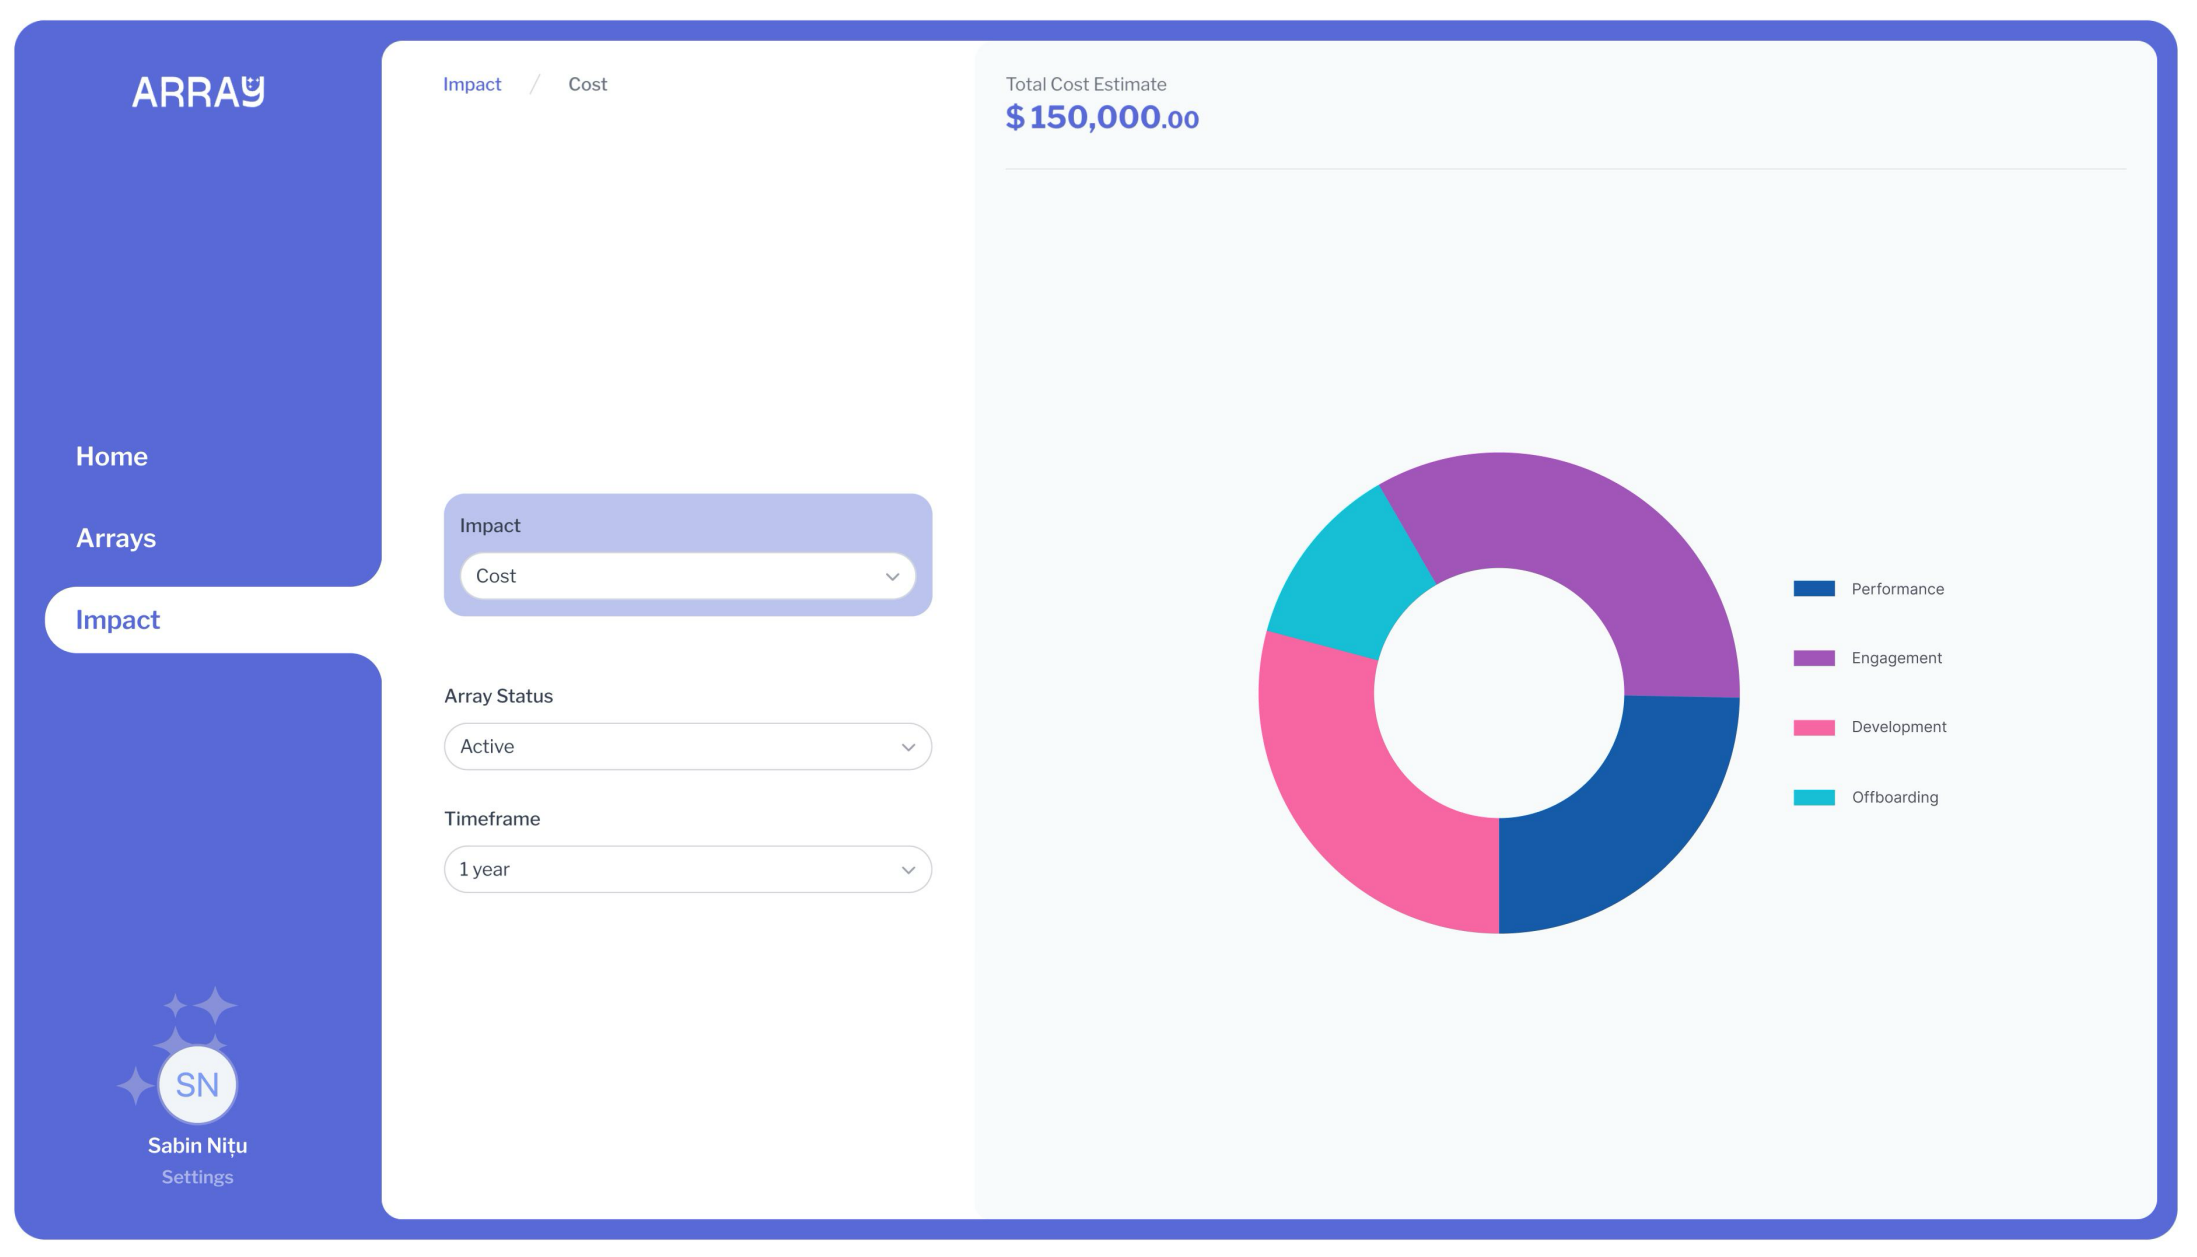 ARRAY
Home
Arrays
Impact
SN
Sabin Nițu
Settings
Impact / Cost
Impact
Cost
Array Status
Active
Timeframe
1 year
Total Cost Estimate
$150,000.00
Performance
Engagement
Development
Offboarding